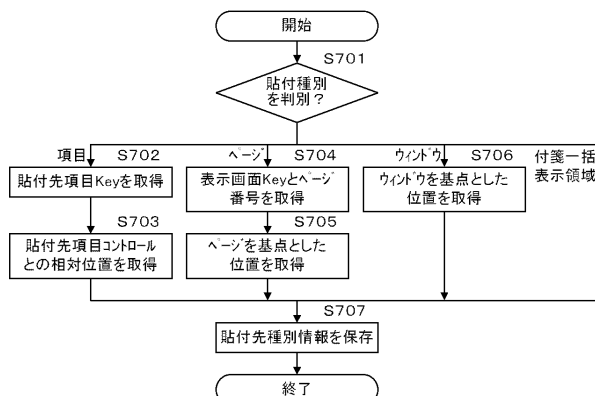 開始
S701
貼付種別
を判別？
項目
S702
ページ
S704
ウィンドウ
S706
付箋一括
表示領域
貼付先項目Keyを取得
表示画面Keyとページ
番号を取得
ウィンドウを基点とした
位置を取得
S703
S705
貼付先項目コントロール
との相対位置を取得
ページを基点とした
位置を取得
S707
貼付先種別情報を保存
終了